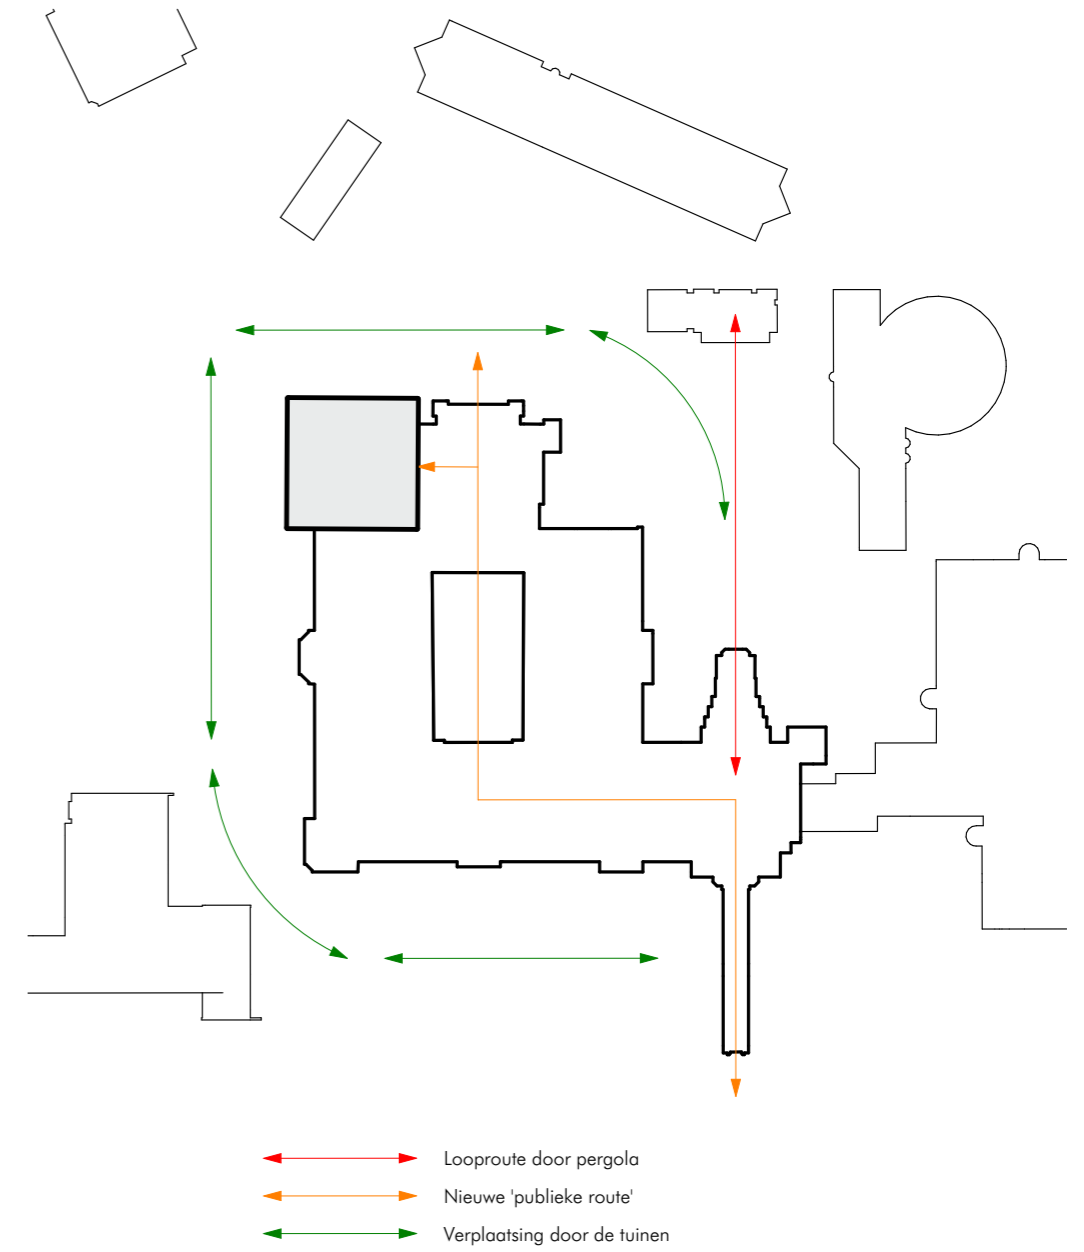 Looproute door pergola
Nieuwe 'publieke route'
Verplaatsing door de tuinen